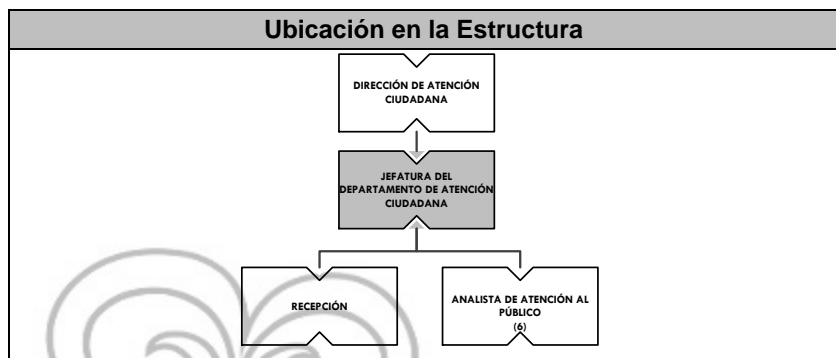 Ubicación en la Estructura
DIRECCIÓN DE ATENCIÓN
CIUDADANA
JEFATURA DEL
DEPARTAMENTO DE ATENCIÓN
CIUDADANA
RECEPCIÓN
ANALISTA DE ATENCIÓN AL
PÚBLICO
(6)